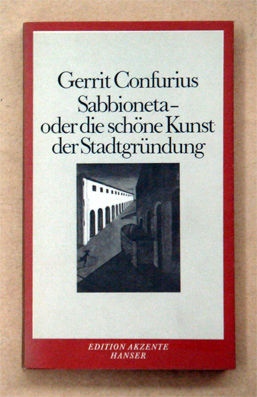 Gerrit Confurius
Sabbioneta–
oder die schöne Kunst
der Stadtgründung
EDITION AKZENTE
HANSER